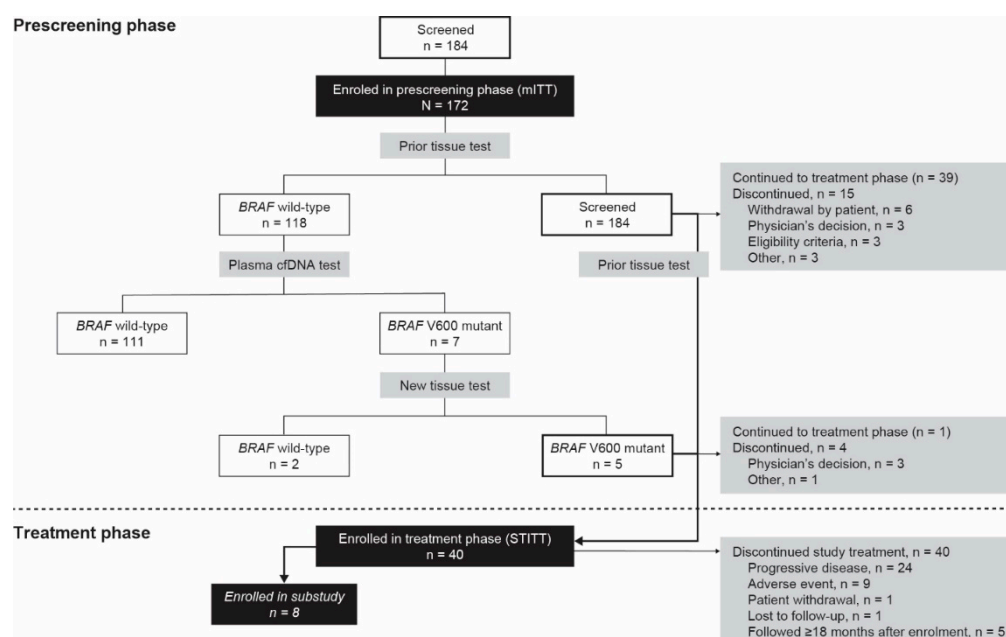 Prescreening phase
Screened
n = 184
Enroled in prescreening phase (mITT)
N = 172
Prior tissue test
BRAF wild-type
n = 118
Screened
n = 184
Continued to treatment phase (n = 39)
Discontinued, n = 15
Withdrawal by patient, n = 6
Physician's decision, n = 3
Eligibility criteria, n = 3
Other, n = 3
Plasma cfDNA test
Prior tissue test
BRAF wild-type
n = 111
BRAF V600 mutant
n = 7
New tissue test
BRAF wild-type
n = 2
BRAF V600 mutant
n = 5
Continued to treatment phase (n = 1)
Discontinued, n = 4
Physician's decision, n = 3
Other, n = 1
Treatment phase
Enrolled in treatment phase (STITT)
n = 40
Enrolled in substudy
n = 8
Discontinued study treatment, n = 40
Progressive disease, n = 24
Adverse event, n = 9
Patient withdrawal, n = 1
Lost to follow-up, n = 1
Followed ≥18 months after enrolment, n = 5